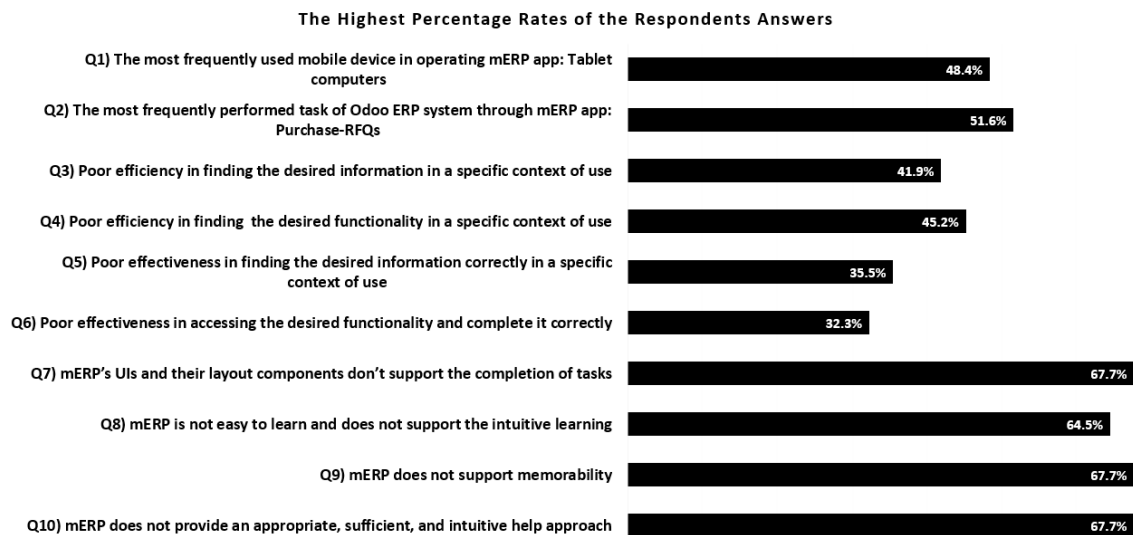 The Highest Percentage Rates of the Respondents Answers
Q1) The most frequently used mobile device in operating mERP app: Tablet
computers
48.4%
Q2) The most frequently performed task of Odoo ERP system through mERP app:
Purchase-RFQs
51.6%
Q3) Poor efficiency in finding the desired information in a specific context of use
41.9%
Q4) Poor efficiency in finding the desired functionality in a specific context of use
45.2%
Q5) Poor effectiveness in finding the desired information correctly in a specific
context of use
35.5%
Q6) Poor effectiveness in accessing the desired functionality and complete it correctly
32.3%
Q7) mERP’s UIs and their layout components don’t support the completion of tasks
67.7%
Q8) mERP is not easy to learn and does not support the intuitive learning
64.5%
Q9) mERP does not support memorability
67.7%
Q10) mERP does not provide an appropriate, sufficient, and intuitive help approach
67.7%